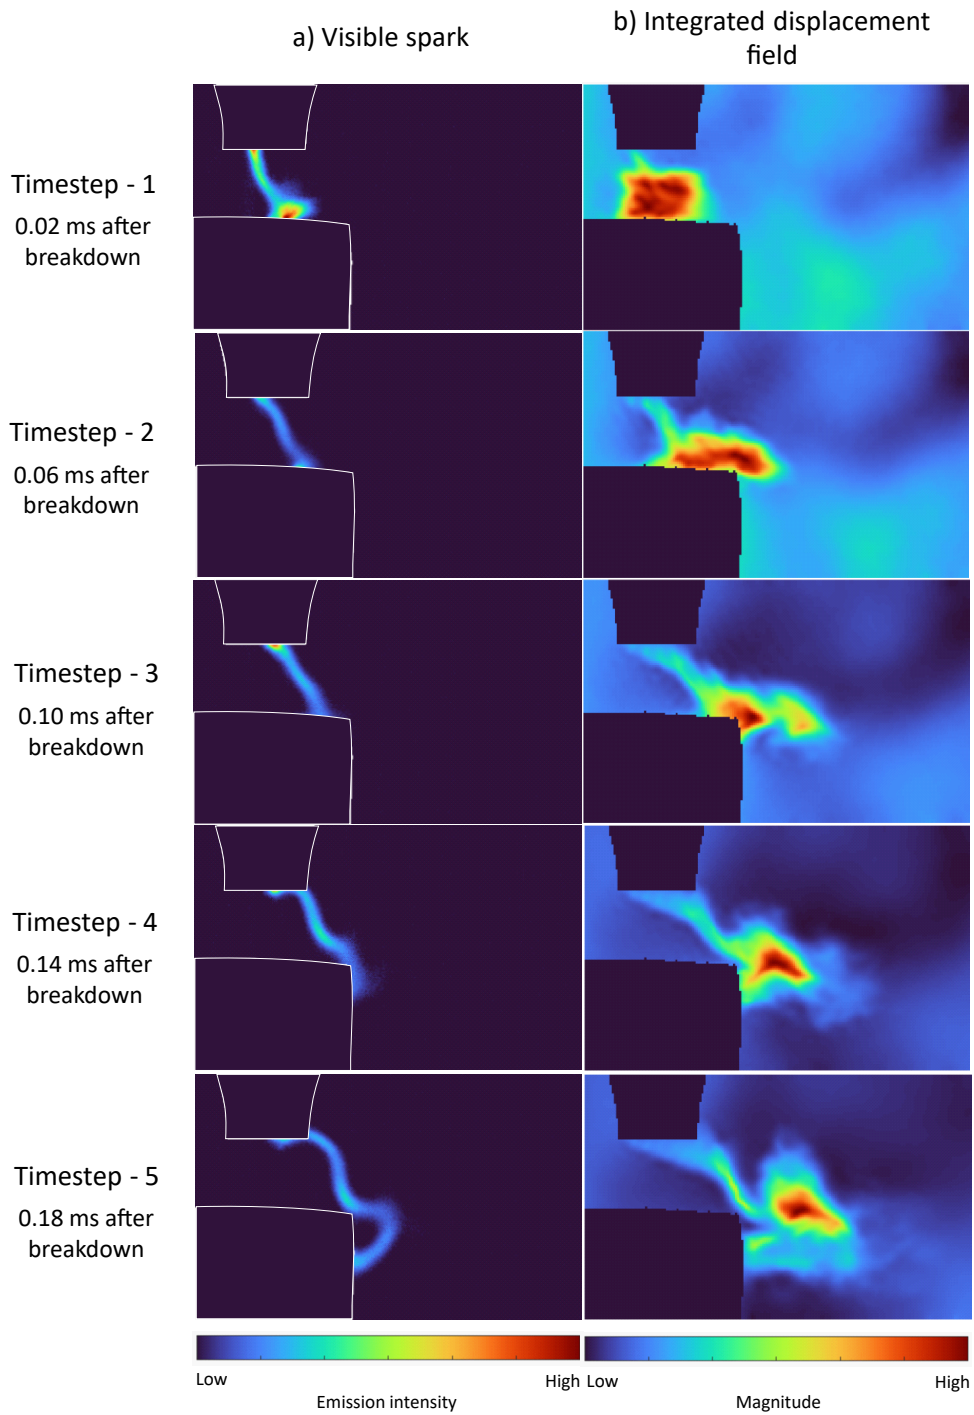 a) Visible spark
b) Integrated displacement
field
Timestep - 1
0.02 ms after
breakdown
Timestep - 2
0.06 ms after
breakdown
Timestep - 3
0.10 ms after
breakdown
Timestep - 4
0.14 ms after
breakdown
Timestep - 5
0.18 ms after
breakdown
Low
High
Emission intensity
Low
High
Magnitude